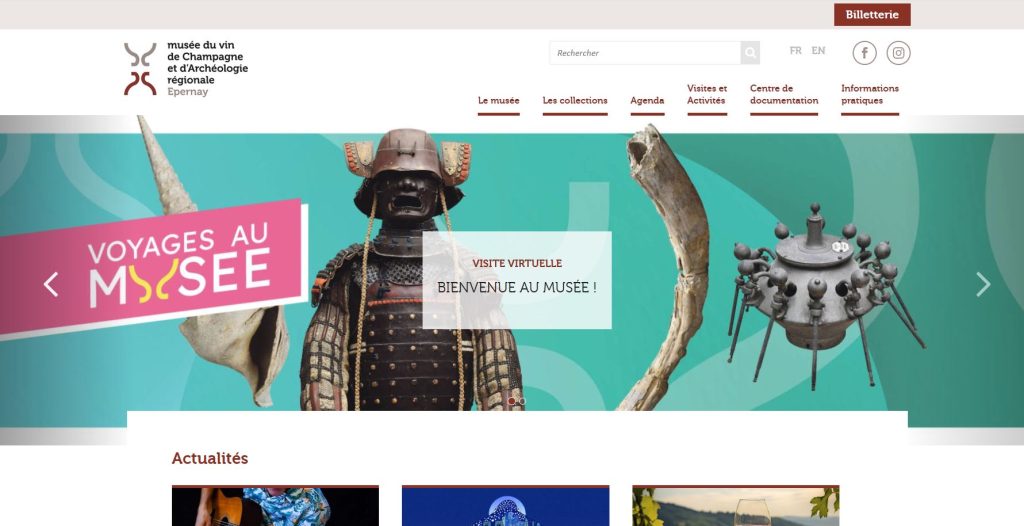 Billetterie
musée du vin
de Champagne
et d'Archéologie
régionale
Epernay
Rechercher
FR EN
Le musée
Les collections
Agenda
Visites et
Activités
Centre de
documentation
Informations
pratiques
VOYAGES AU
MUSEE
VISITE VIRTUELLE
BIENVENUE AU MUSÉE !
Actualités